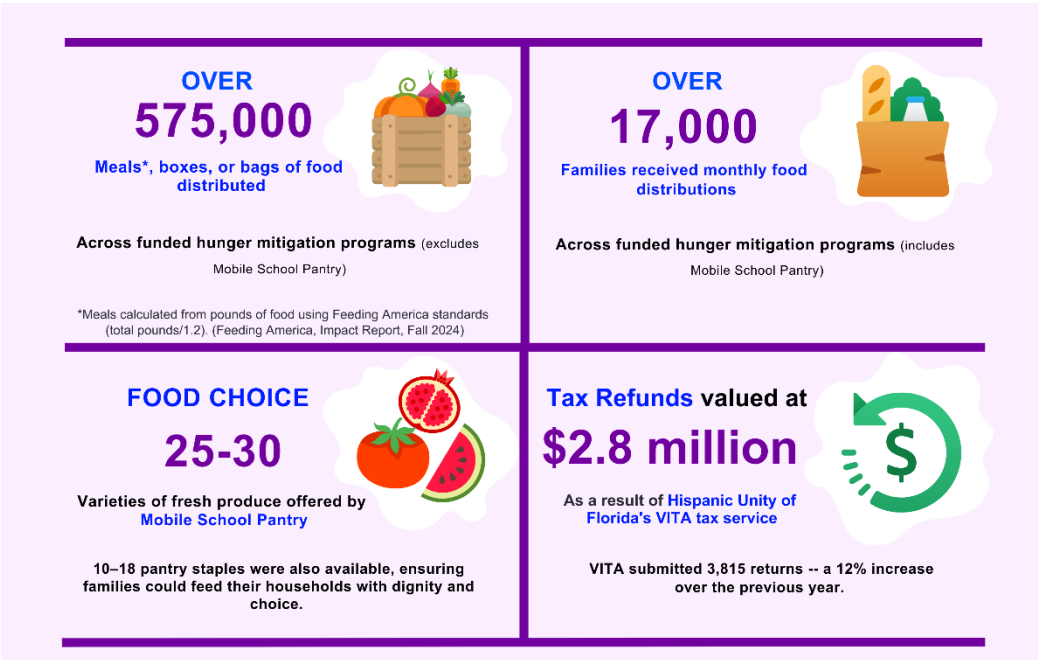 OVER
575,000
Meals*, boxes, or bags of food
distributed
Across funded hunger mitigation programs (excludes
Mobile School Pantry)
*Meals calculated from pounds of food using Feeding America standards
(total pounds/1.2). (Feeding America, Impact Report, Fall 2024)
OVER
17,000
Families received monthly food
distributions
Across funded hunger mitigation programs (includes
Mobile School Pantry)
FOOD CHOICE
25-30
Varieties of fresh produce offered by
Mobile School Pantry
10–18 pantry staples were also available, ensuring
families could feed their households with dignity and
choice.
Tax Refunds valued at
$2.8 million
As a result of Hispanic Unity of
Florida's VITA tax service
VITA submitted 3,815 returns -- a 12% increase
over the previous year.
$